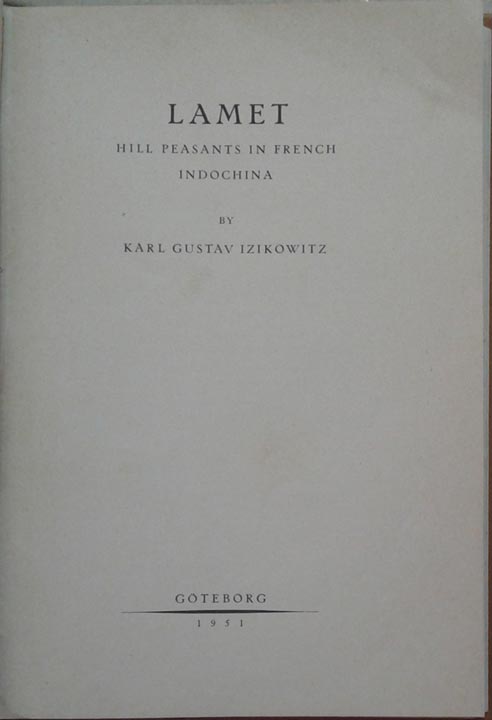 LAMET
HILL PEASANTS IN FRENCH
INDOCHINA
BY
KARL GUSTAV IZIKOWITZ
GÖTEBORG
1951